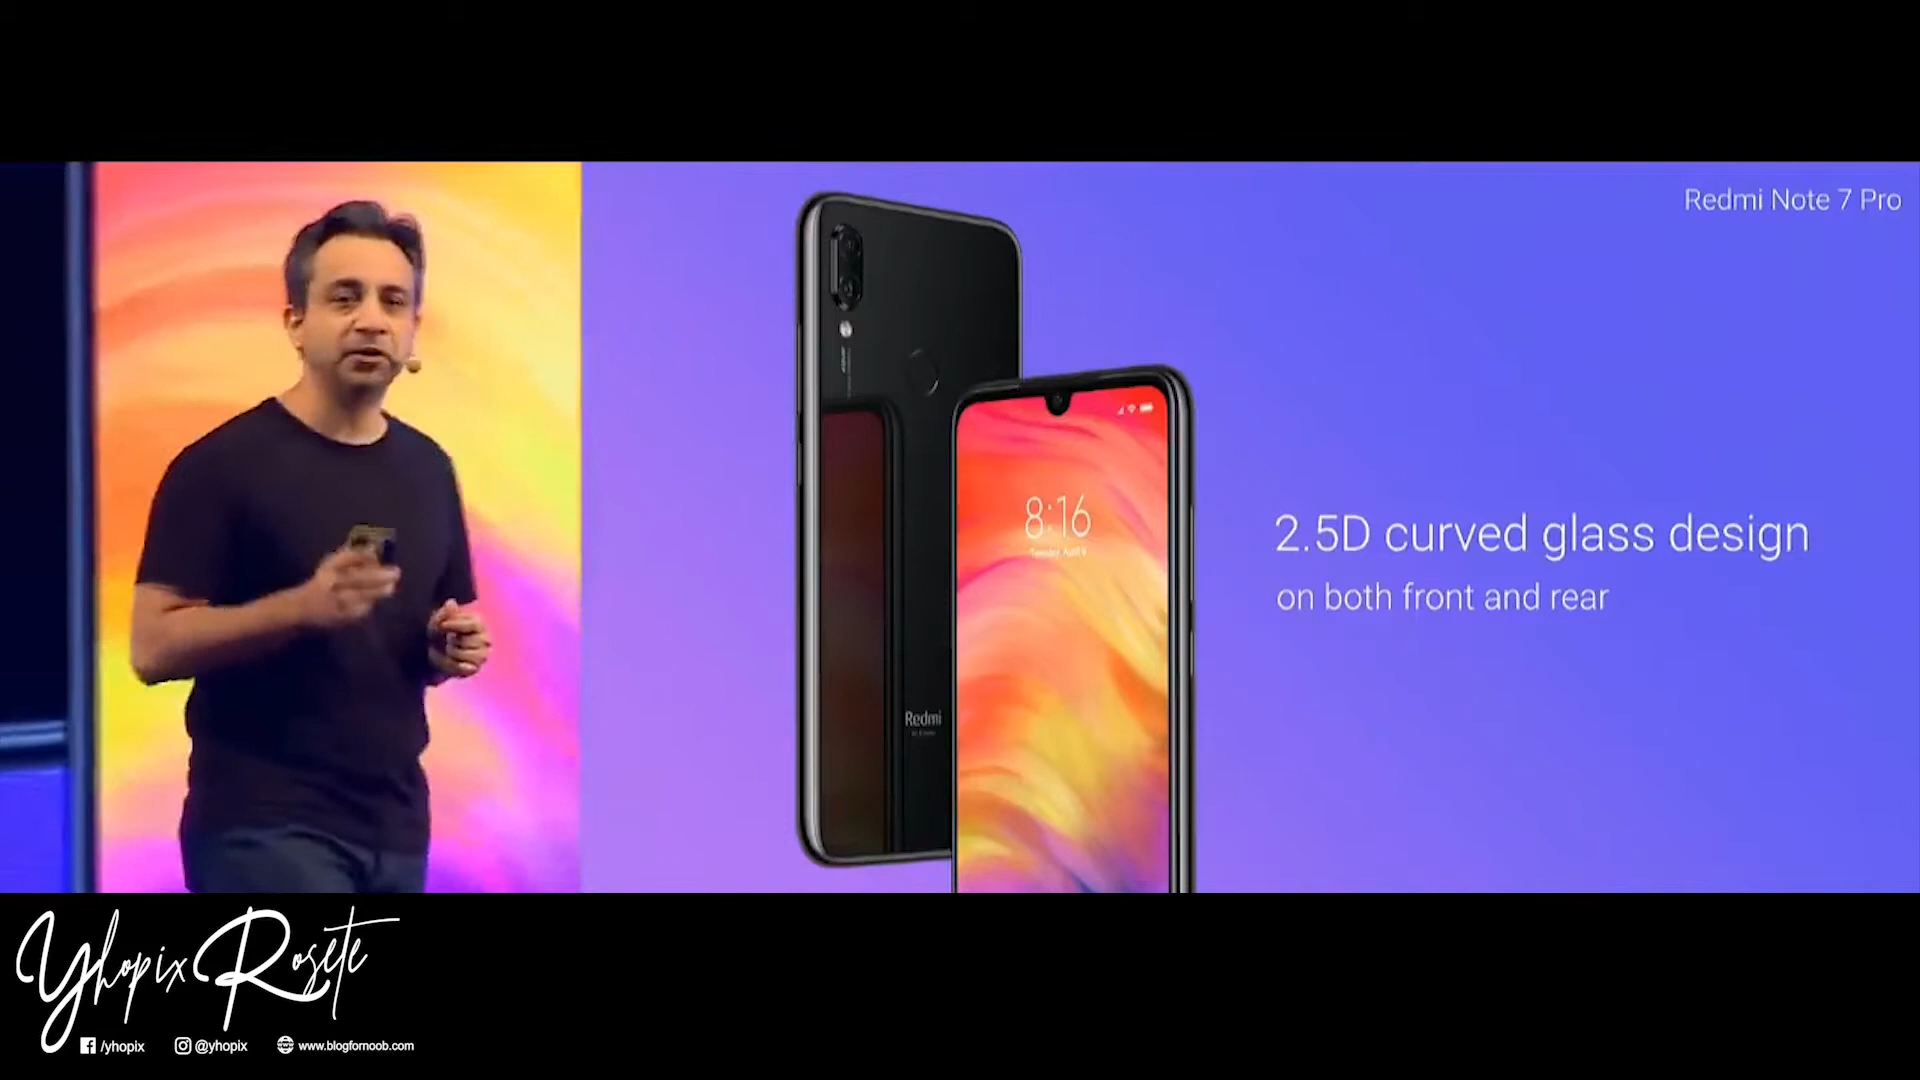 Redmi Note 7 Pro
8:16
2.5D curved glass design
on both front and rear
Redmi
Yhopix Rosete
/yhopix @yhopix www.blogfornoob.com